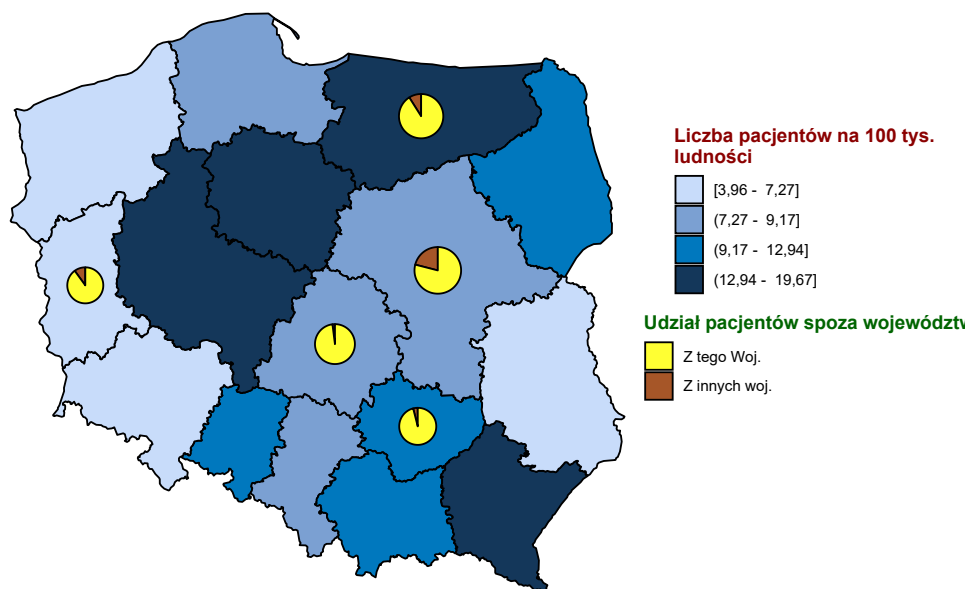 Liczba pacjentów na 100 tys.
ludności
[3,96 - 7,27]
(7,27 - 9,17]
(9,17 - 12,94]
(12,94 - 19,67]
Udział pacjentów spoza województw
Z tego Woj.
Z innych woj.